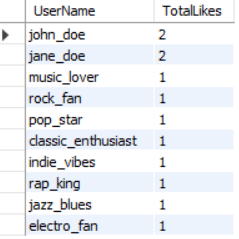 UserName TotalLikes
john_doe 2
jane_doe 2
music_lover 1
rock_fan 1
pop_star 1
classic_enthusiast 1
indie_vibes 1
rap_king 1
jazz_blues 1
electro_fan 1